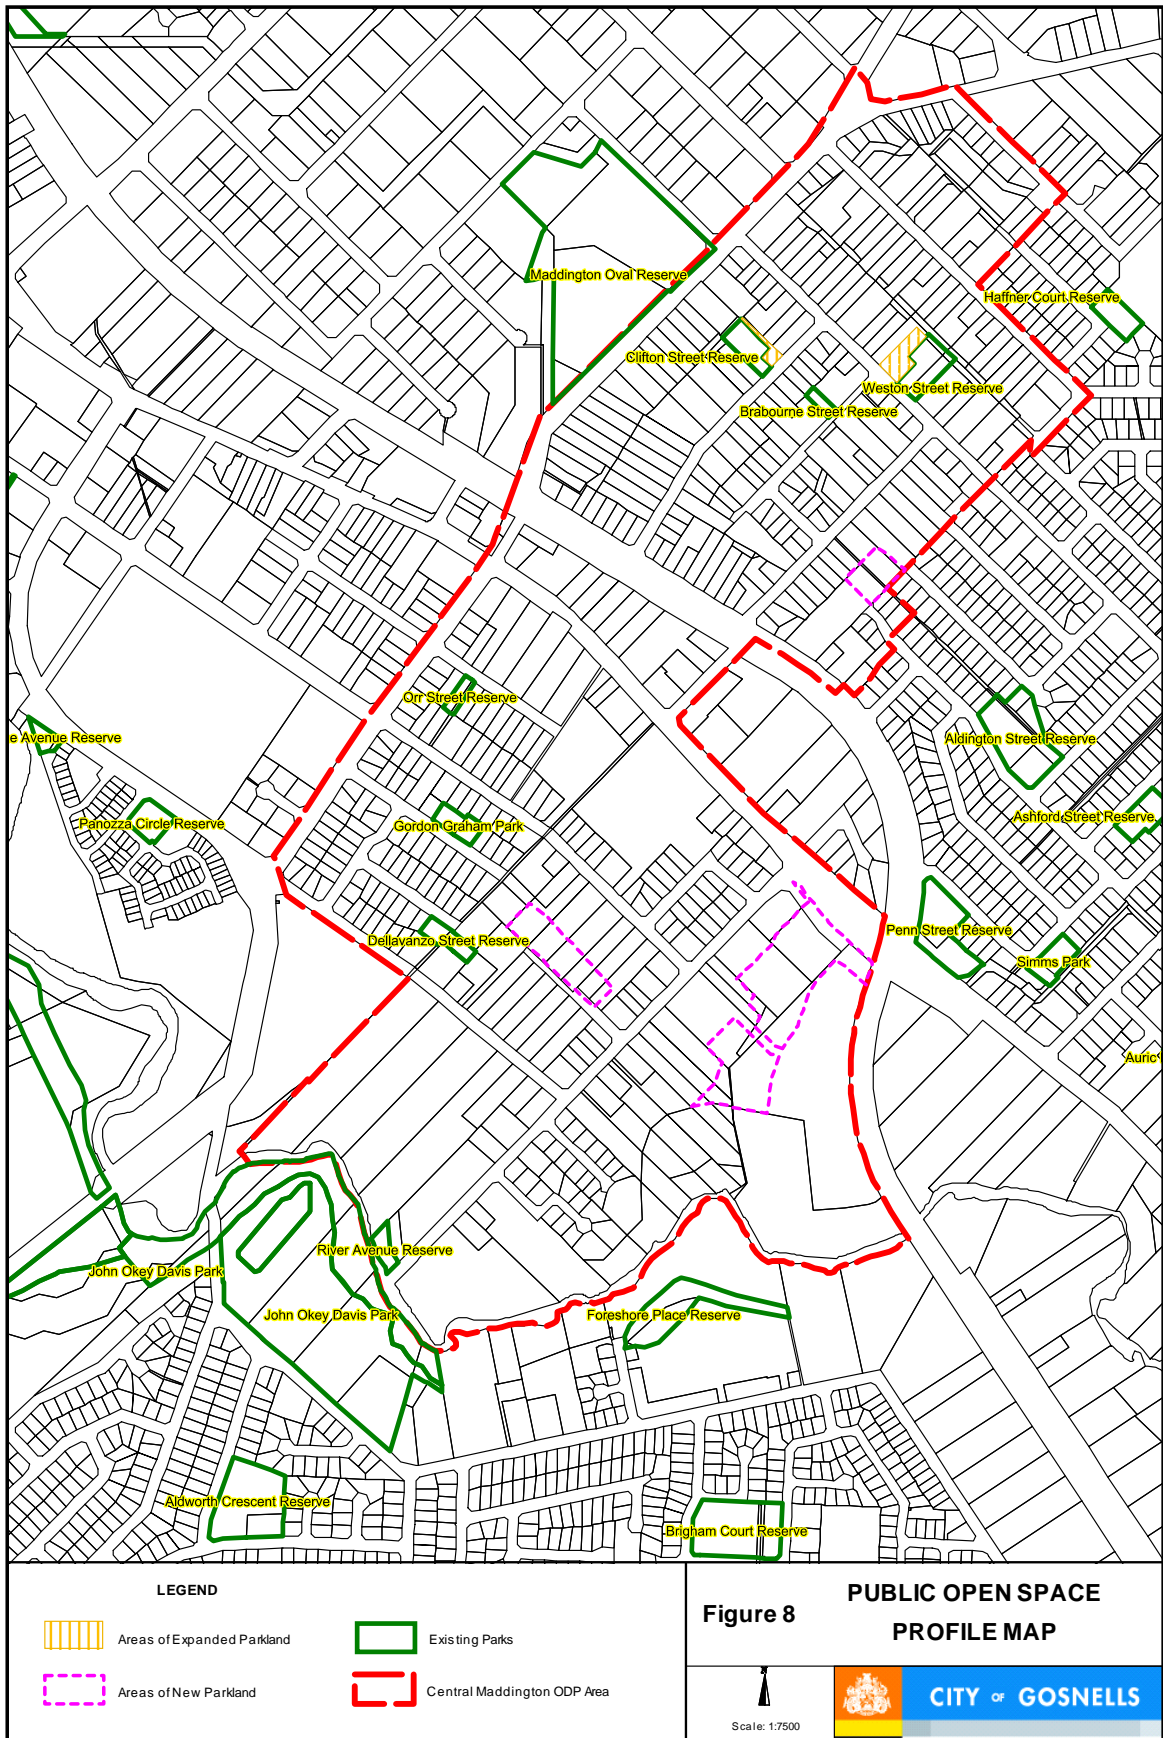 Maddington Oval Reserve
Haffner Court Reserve
Clifton Street Reserve
Weston Street Reserve
Brabourne Street Reserve
Orr Street Reserve
e Avenue Reserve
Aldington Street Reserve
Panozza Circle Reserve
Gordon Graham Park
Ashford Street Reserve
Dellavanzo Street Reserve
Penn Street Reserve
Simms Park
Auric
River Avenue Reserve
John Okey Davis Park
John Okey Davis Park
Foreshore Place Reserve
Aldworth Crescent Reserve
Brigham Court Reserve
LEGEND
Areas of Expanded Parkland
Existing Parks
Areas of New Parkland
Central Maddington ODP Area
Figure 8
PUBLIC OPEN SPACE
PROFILE MAP
Scale: 1:7500
CITY OF GOSNELLS